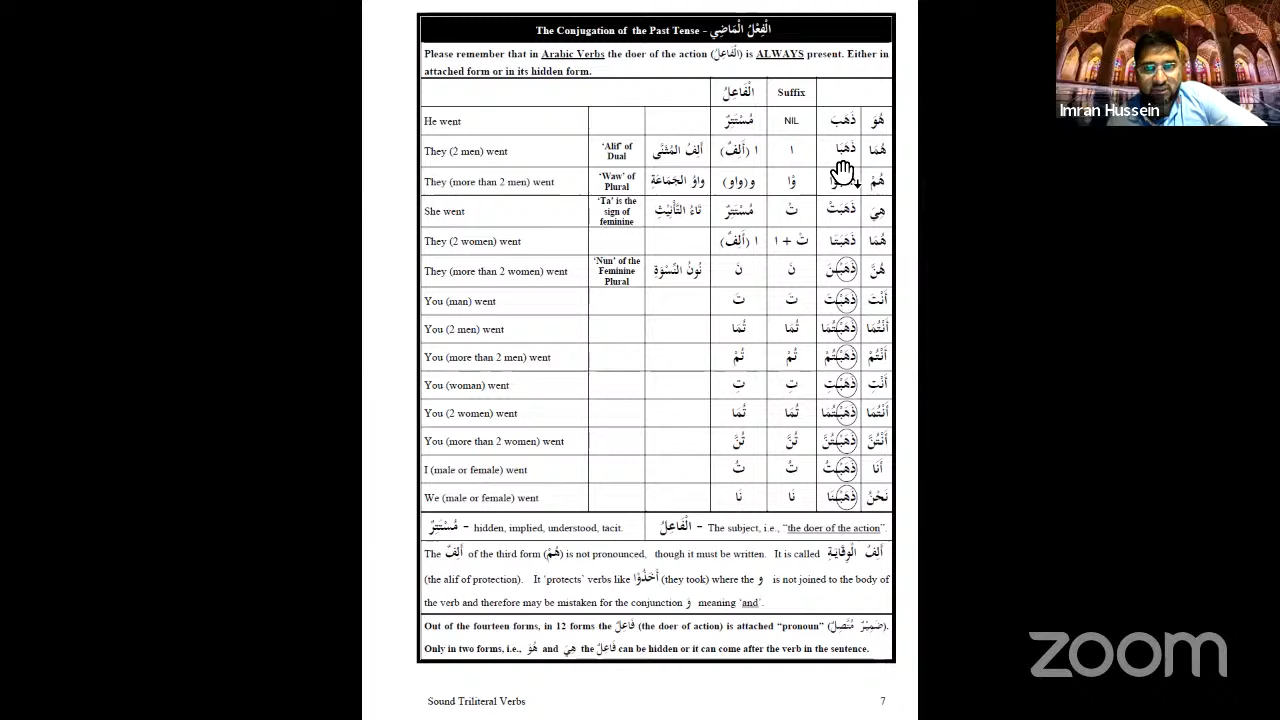 The Conjugation of the Past Tense - الْفِعْلُ الْمَاضِي
Please remember that in Arabic Verbs the doer of the action (الْفَاعِلُ) is ALWAYS present. Either in
attached form or in its hidden form.
الْفَاعِلُ Suffix
He went مُسْتَتِرٌ NIL ذَهَبَ هُوَ
They (2 men) went 'Alif' of Dual أَلِفُ المُثَنَّى ا (أَلِفٌ) ا ذَهَبَا هُمَا
They (more than 2 men) went 'Waw' of Plural وَاوُ الجَمَاعَةِ و (واو) وْا هُمْ
She went 'Ta' is the sign of feminine تَاءُ التَّأْنِيْثِ مُسْتَتِرٌ تْ ذَهَبَتْ هِيَ
They (2 women) went ا (أَلِفٌ) تْ + ا ذَهَبَتَا هُمَا
They (more than 2 women) went 'Nun' of the Feminine Plural نُونُ النِّسْوَةِ نَ نَ ذَهَبْنَ هُنَّ
You (man) went تَ تَ ذَهَبْتَ أَنْتَ
You (2 men) went تُمَا تُمَا ذَهَبْتُمَا أَنْتُمَا
You (more than 2 men) went تُمْ تُمْ ذَهَبْتُمْ أَنْتُمْ
You (woman) went تِ تِ ذَهَبْتِ أَنْتِ
You (2 women) went تُمَا تُمَا ذَهَبْتُمَا أَنْتُمَا
You (more than 2 women) went تُنَّ تُنَّ ذَهَبْتُنَّ أَنْتُنَّ
I (male or female) went تُ تُ ذَهَبْتُ أَنَا
We (male or female) went نَا نَا ذَهَبْنَا نَحْنُ
مُسْتَتِرٌ – hidden, implied, understood, tacit. الْفَاعِلُ – The subject, i.e., "the doer of the action".
The أَلِفٌ of the third form (هُمْ) is not pronounced, though it must be written. It is called أَلِفُ الْوِقَايَةِ
(the alif of protection). It 'protects' verbs like أَخَذُوْا (they took) where the و is not joined to the body of
the verb and therefore may be mistaken for the conjunction وَ meaning 'and'.
Out of the fourteen forms, in 12 forms the فَاعِلٌ (the doer of action) is attached "pronoun" (ضَمِيْرٌ مُتَّصِلٌ).
Only in two forms, i.e., هُوَ and هِيَ the فَاعِلٌ can be hidden or it can come after the verb in the sentence.
Sound Triliteral Verbs 7
Imran Hussein
zoom